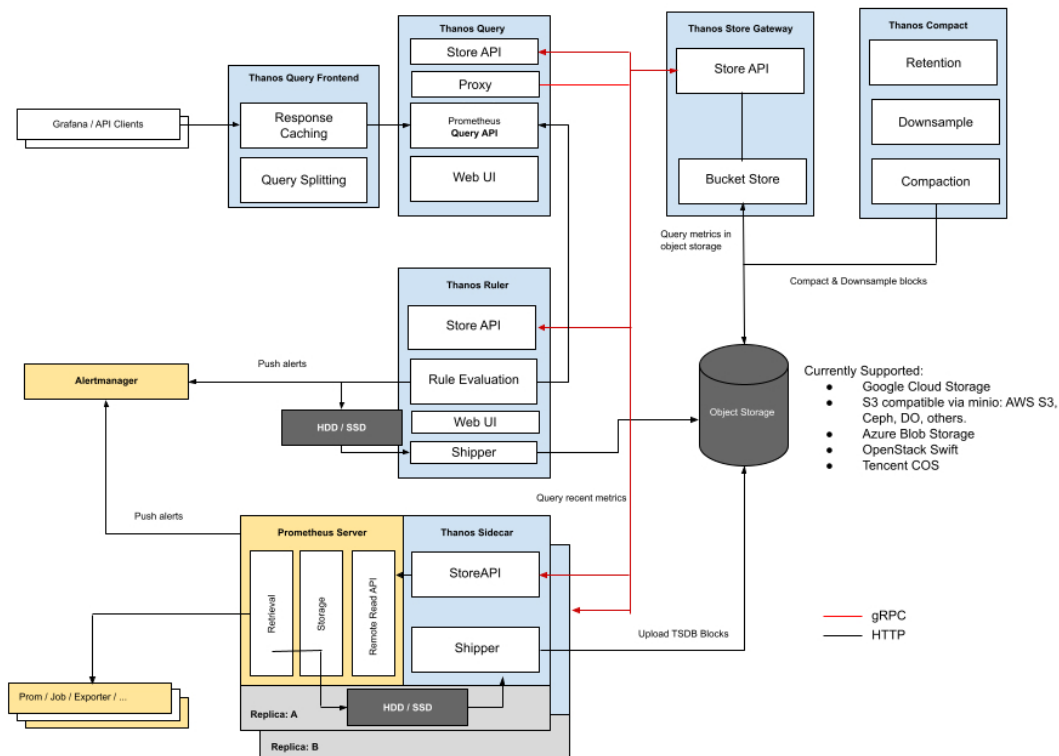 Thanos Query
Store API
Proxy
Prometheus
Query API
Web UI
Thanos Query Frontend
Response
Caching
Query Splitting
Grafana / API Clients
Thanos Store Gateway
Store API
Bucket Store
Thanos Compact
Retention
Downsample
Compaction
Query metrics in
object storage
Compact & Downsample blocks
Thanos Ruler
Store API
Rule Evaluation
Web UI
Shipper
Push alerts
Alertmanager
HDD / SSD
Object Storage
Currently Supported:
● Google Cloud Storage
● S3 compatible via minio: AWS S3,
Ceph, DO, others.
● Azure Blob Storage
● OpenStack Swift
● Tencent COS
Query recent metrics
Push alerts
Prometheus Server
Retrieval
Storage
Remote Read API
Thanos Sidecar
StoreAPI
Shipper
Upload TSDB Blocks
gRPC
HTTP
Prom / Job / Exporter / ...
HDD / SSD
Replica: A
Replica: B